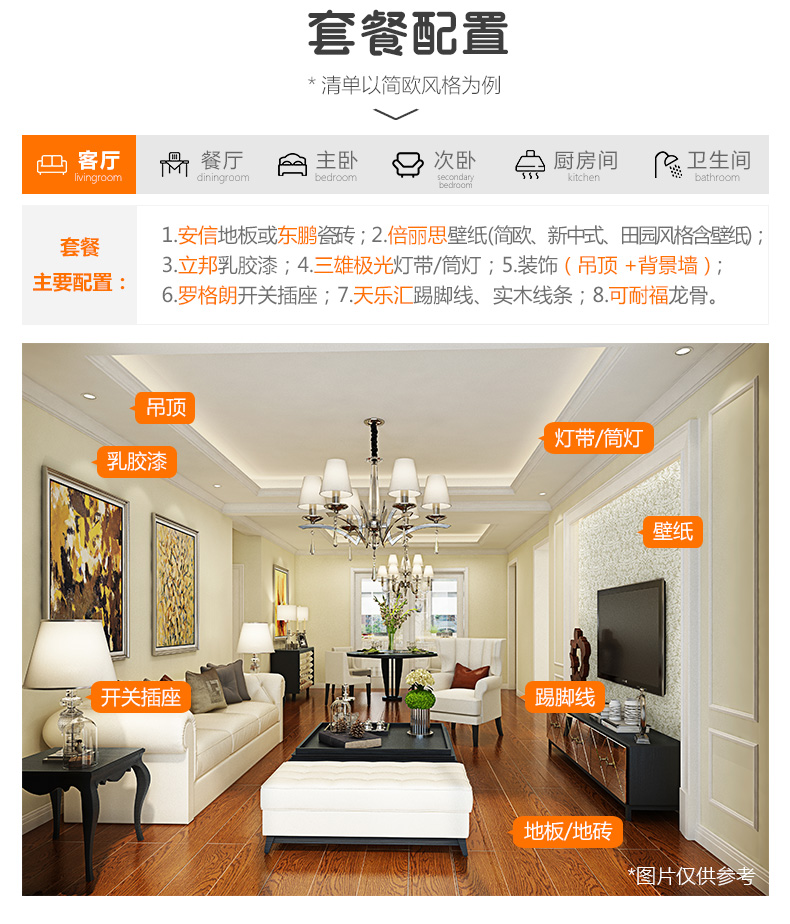 套餐配置
* 清单以简欧风格为例
客厅 餐厅 主卧 次卧 厨房间 卫生间
livingroom diningroom bedroom secondary bedroom kitchen bathroom
套餐
主要配置：
1.安信地板或东鹏瓷砖；2.倍丽思壁纸(简欧、新中式、田园风格含壁纸)；
3.立邦乳胶漆；4.三雄极光灯带/筒灯；5.装饰（吊顶 +背景墙）；
6.罗格朗开关插座；7.天乐汇踢脚线、实木线条；8.可耐福龙骨。
吊顶
灯带/筒灯
乳胶漆
壁纸
开关插座
踢脚线
地板/地砖
*图片仅供参考